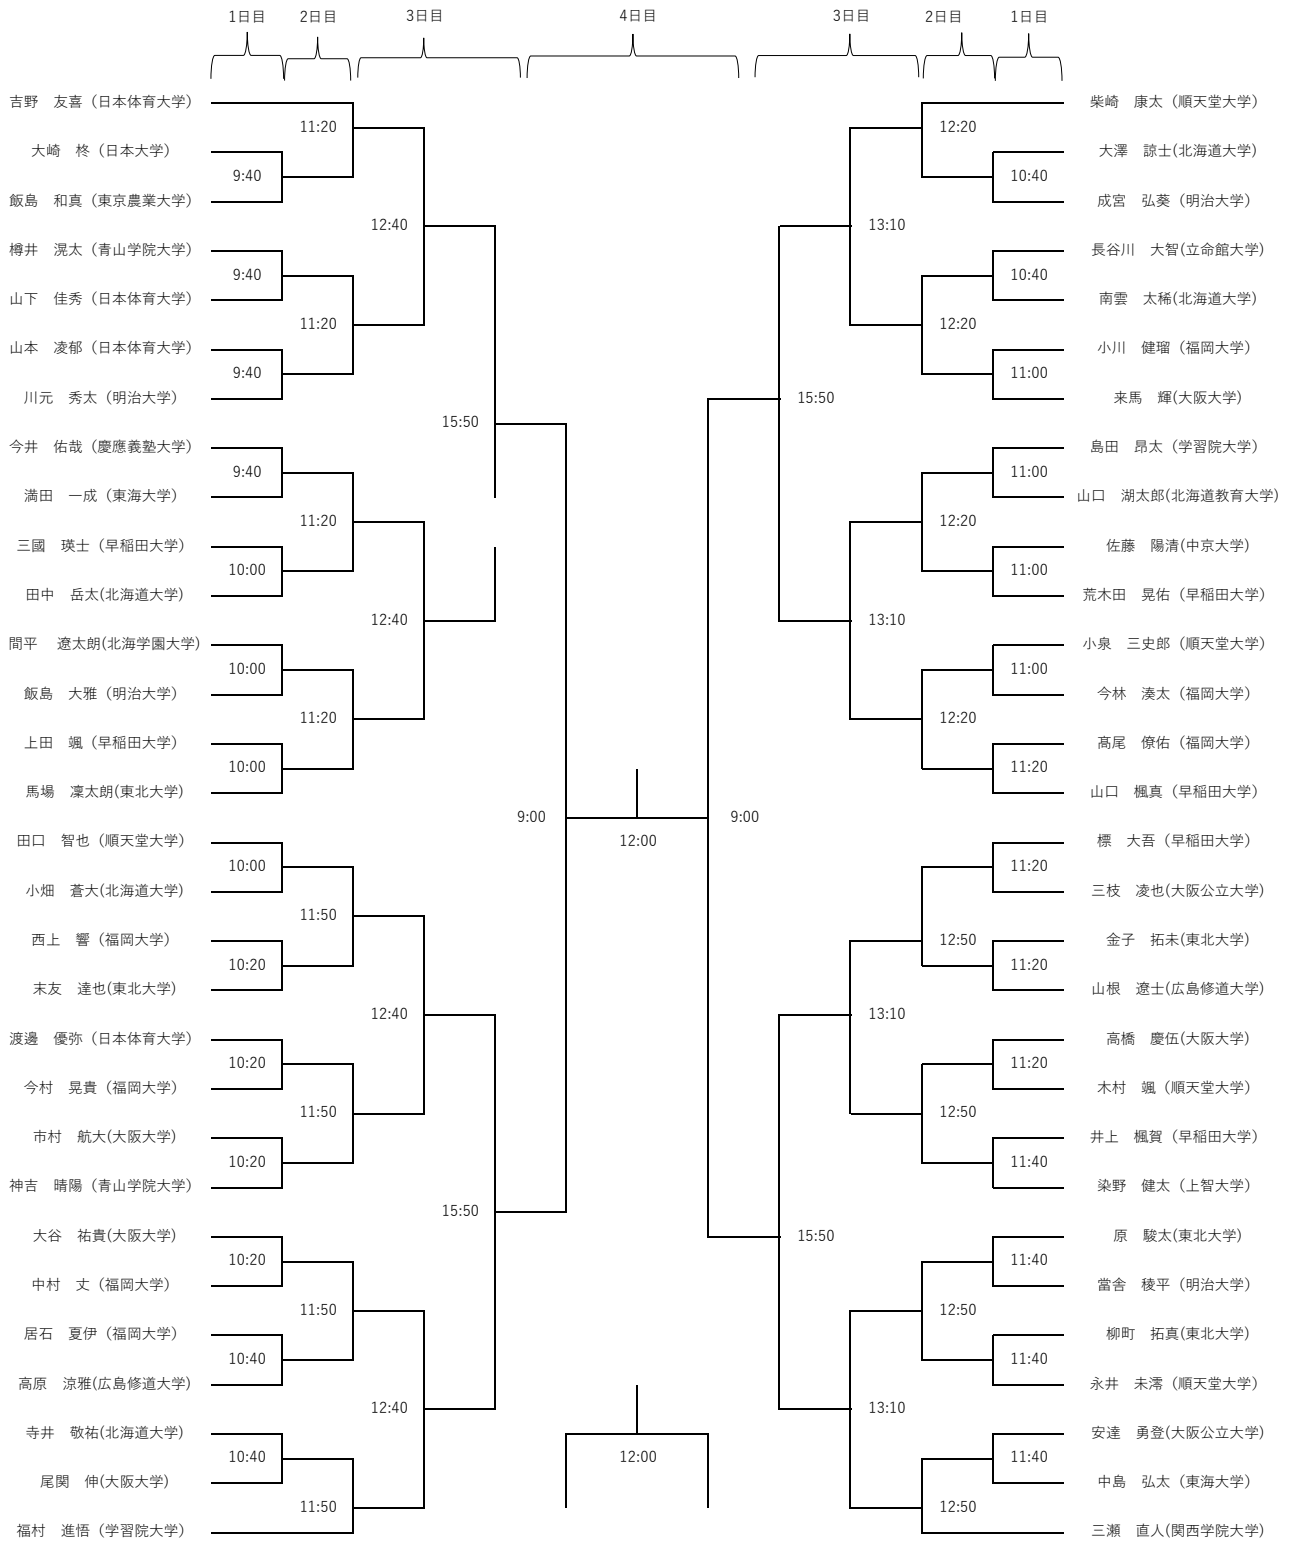 1日目 2日目 3日目 4日目 3日目 2日目 1日目
吉野　友喜（日本体育大学） 柴崎　康太（順天堂大学）
11:20 12:20
大崎　柊（日本大学） 大澤　諒士(北海道大学)
9:40 10:40
飯島　和真（東京農業大学） 成宮　弘葵（明治大学）
12:40 13:10
樽井　滉太（青山学院大学） 長谷川　大智(立命館大学)
9:40 10:40
山下　佳秀（日本体育大学） 南雲　太稀(北海道大学)
11:20 12:20
山本　凌郁（日本体育大学） 小川　健瑠（福岡大学）
9:40 11:00
川元　秀太（明治大学） 15:50 来馬　輝(大阪大学)
15:50
今井　佑哉（慶應義塾大学） 島田　昂太（学習院大学）
9:40 11:00
満田　一成（東海大学） 山口　湖太郎(北海道教育大学)
11:20 12:20
三國　瑛士（早稲田大学） 佐藤　陽清(中京大学)
10:00 11:00
田中　岳太(北海道大学) 荒木田　晃佑（早稲田大学）
12:40 13:10
間平　遼太朗(北海学園大学) 小泉　三史郎（順天堂大学）
10:00 11:00
飯島　大雅（明治大学） 今林　湊太（福岡大学）
11:20 12:20
上田　颯（早稲田大学） 髙尾　僚佑（福岡大学）
10:00 11:20
馬場　凜太朗(東北大学) 山口　楓真（早稲田大学）
9:00 9:00
田口　智也（順天堂大学） 12:00 標　大吾（早稲田大学）
10:00 11:20
小畑　蒼大(北海道大学) 三枝　凌也(大阪公立大学)
11:50
西上　響（福岡大学） 12:50 金子　拓未(東北大学)
10:20 11:20
末友　達也(東北大学) 山根　遼士(広島修道大学)
12:40 13:10
渡邊　優弥（日本体育大学） 高橋　慶伍(大阪大学)
10:20 11:20
今村　晃貴（福岡大学） 木村　颯（順天堂大学）
11:50 12:50
市村　航大(大阪大学) 井上　楓賀（早稲田大学）
10:20 11:40
神吉　晴陽（青山学院大学） 染野　健太（上智大学）
15:50
大谷　祐貴(大阪大学) 15:50 原　駿太(東北大学)
10:20 11:40
中村　丈（福岡大学） 當舎　稜平（明治大学）
11:50 12:50
居石　夏伊（福岡大学） 柳町　拓真(東北大学)
10:40 11:40
高原　涼雅(広島修道大学) 永井　未澪（順天堂大学）
12:40 13:10
寺井　敬祐(北海道大学) 安達　勇登(大阪公立大学)
10:40 12:00 11:40
尾関　伸(大阪大学) 中島　弘太（東海大学）
11:50 12:50
福村　進悟（学習院大学） 三瀬　直人(関西学院大学)